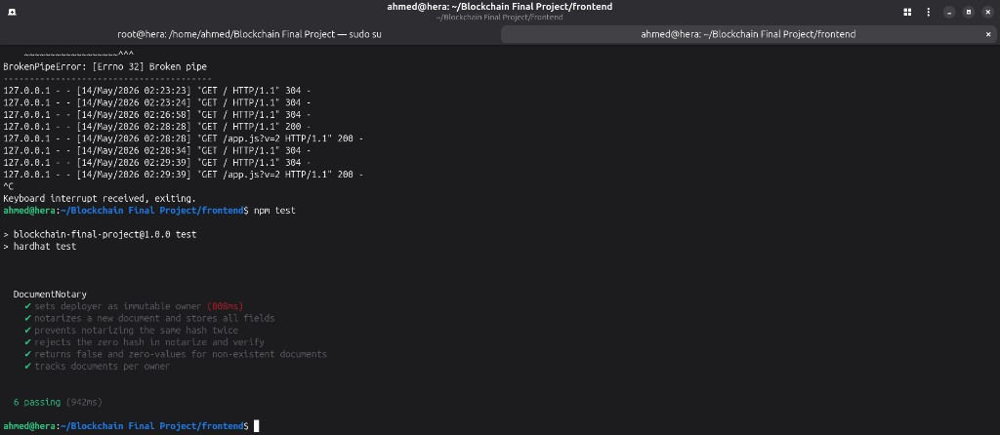 ahmed@hera: ~/Blockchain Final Project/frontend
~/Blockchain Final Project/frontend
root@hera: /home/ahmed/Blockchain Final Project — sudo su
ahmed@hera: ~/Blockchain Final Project/frontend
~~~~~~~~~~~~~~~~~~^^^
BrokenPipeError: [Errno 32] Broken pipe
----------------------------------------
127.0.0.1 - - [14/May/2026 02:23:23] "GET / HTTP/1.1" 304 -
127.0.0.1 - - [14/May/2026 02:23:24] "GET / HTTP/1.1" 304 -
127.0.0.1 - - [14/May/2026 02:26:58] "GET / HTTP/1.1" 304 -
127.0.0.1 - - [14/May/2026 02:28:28] "GET / HTTP/1.1" 200 -
127.0.0.1 - - [14/May/2026 02:28:28] "GET /app.js?v=2 HTTP/1.1" 200 -
127.0.0.1 - - [14/May/2026 02:28:34] "GET / HTTP/1.1" 304 -
127.0.0.1 - - [14/May/2026 02:29:39] "GET / HTTP/1.1" 304 -
127.0.0.1 - - [14/May/2026 02:29:39] "GET /app.js?v=2 HTTP/1.1" 200 -
^C
Keyboard interrupt received, exiting.
ahmed@hera:~/Blockchain Final Project/frontend$ npm test
> blockchain-final-project@1.0.0 test
> hardhat test
DocumentNotary
✔ sets deployer as immutable owner (808ms)
✔ notarizes a new document and stores all fields
✔ prevents notarizing the same hash twice
✔ rejects the zero hash in notarize and verify
✔ returns false and zero-values for non-existent documents
✔ tracks documents per owner
6 passing (942ms)
ahmed@hera:~/Blockchain Final Project/frontend$